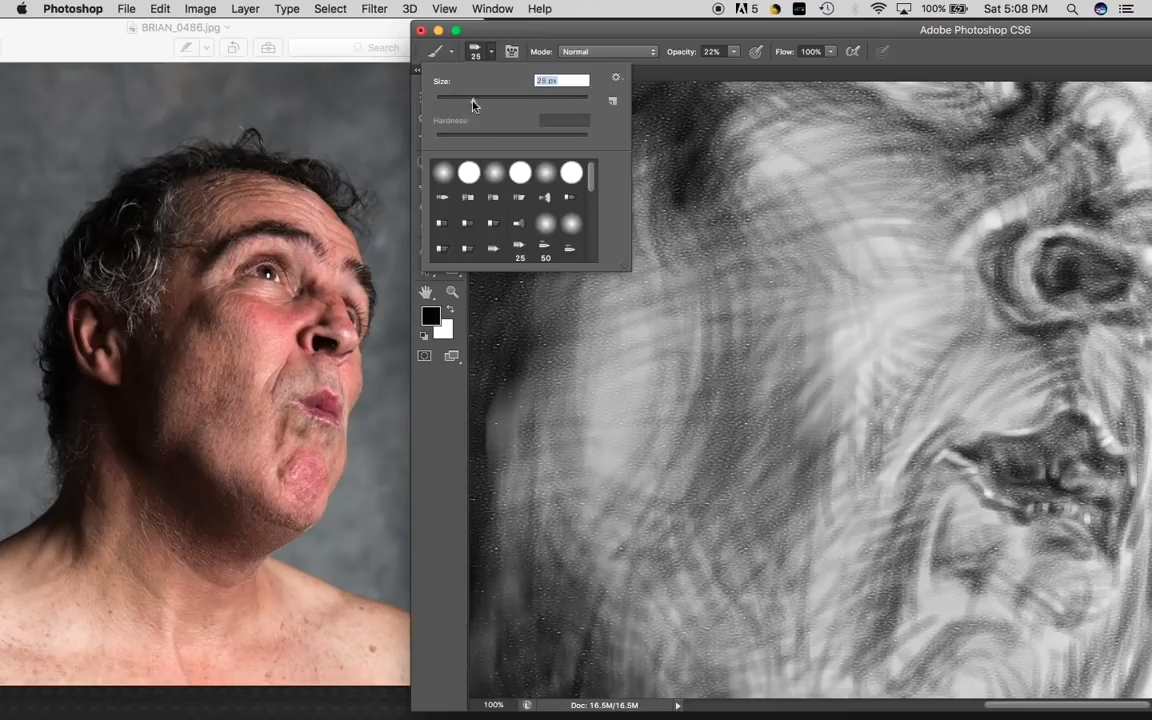 Photoshop File Edit Image Layer Type Select Filter 3D View Window Help
5 100% Sat 5:08 PM
BRIAN_0486.jpg
Search
Adobe Photoshop CS6
25 Mode: Normal Opacity: 22% Flow: 100%
Size: 25 px
Hardness:
25 50
100% Doc: 16.5M/16.5M